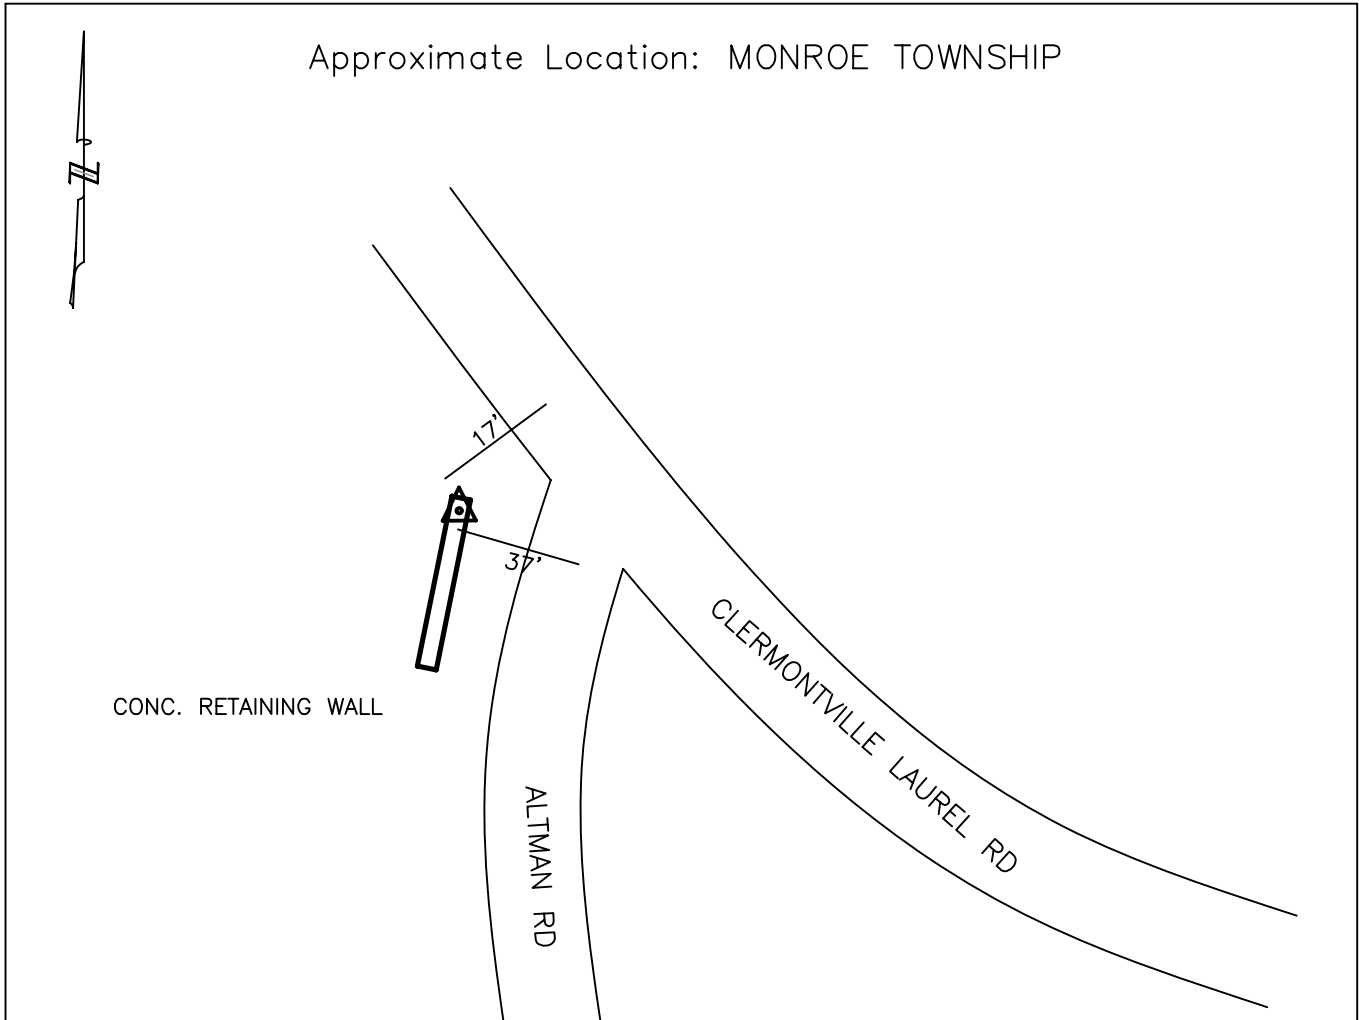 Approximate Location: MONROE TOWNSHIP
N
17'
37'
CLERMONTVILLE LAUREL RD
CONC. RETAINING WALL
ALTMAN RD